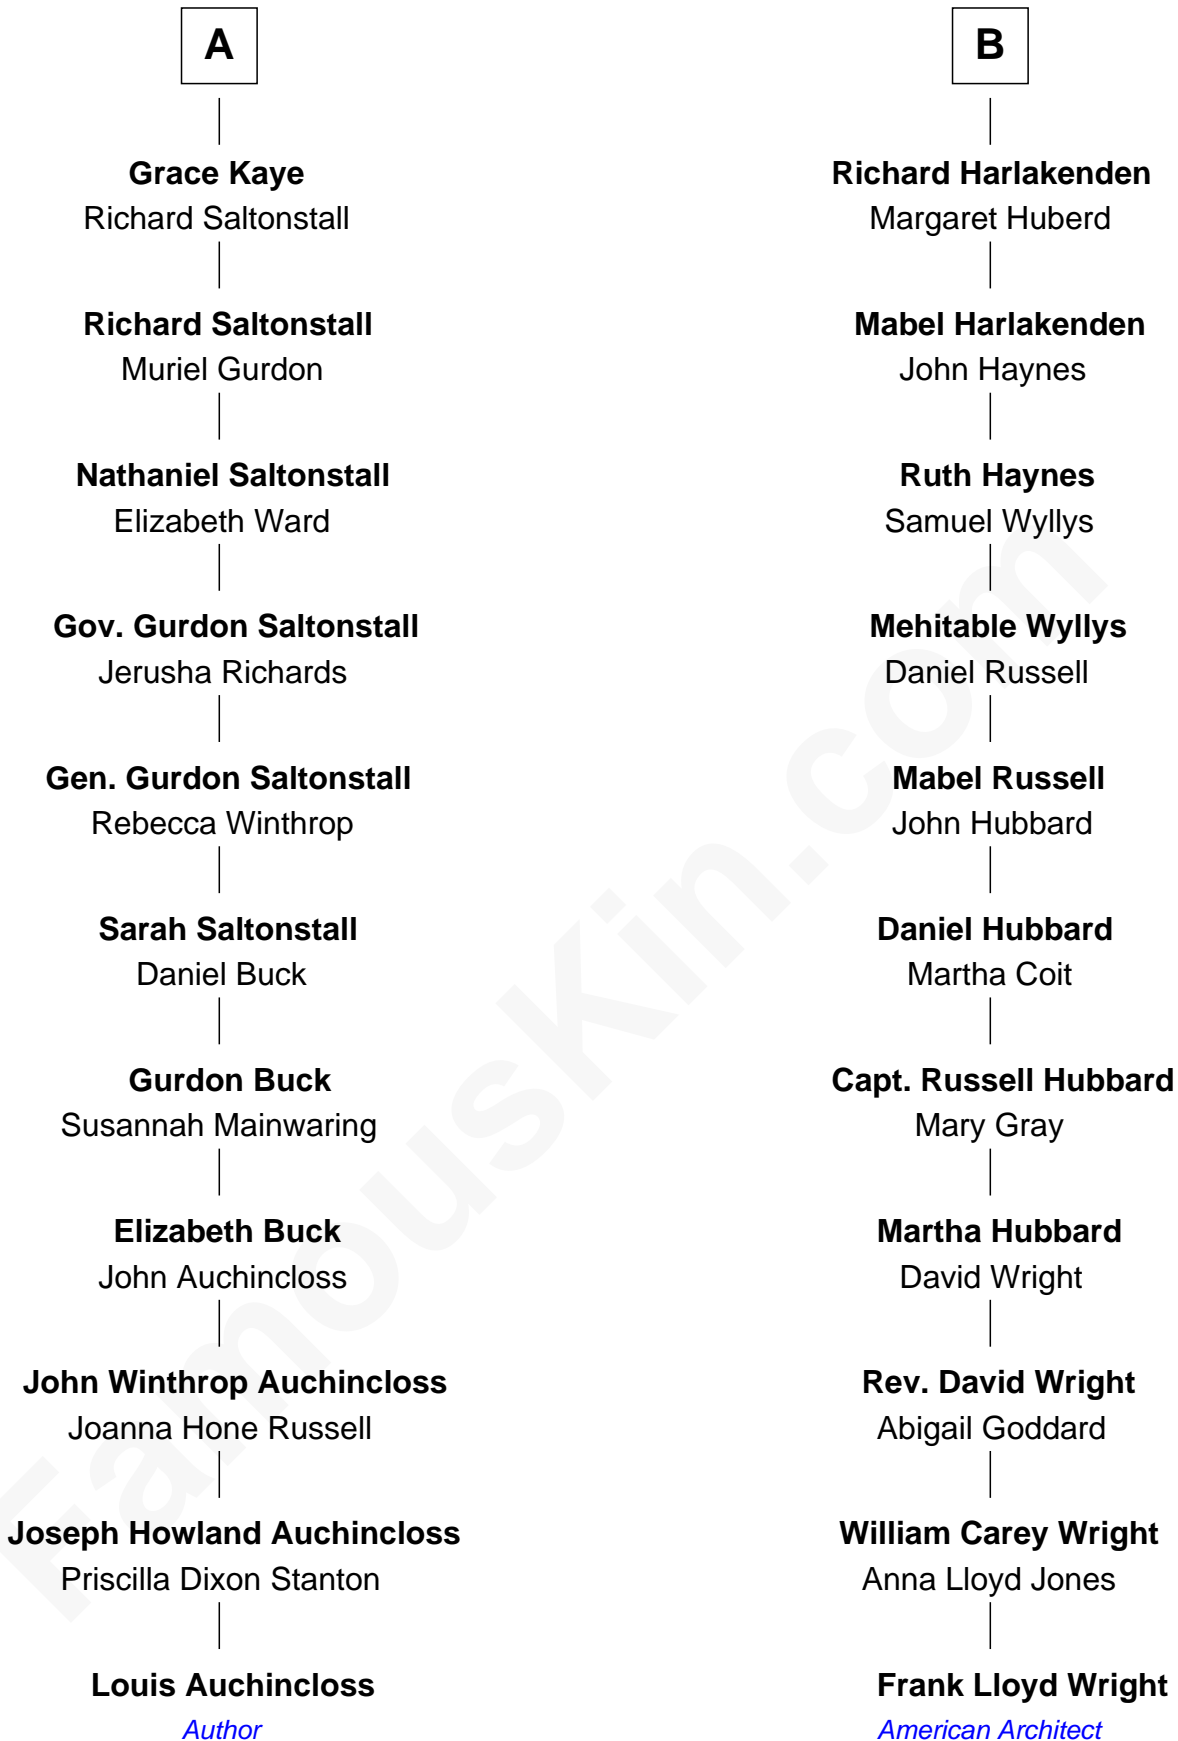 A
Grace Kaye
Richard Saltonstall
Richard Saltonstall
Muriel Gurdon
Nathaniel Saltonstall
Elizabeth Ward
Gov. Gurdon Saltonstall
Jerusha Richards
Gen. Gurdon Saltonstall
Rebecca Winthrop
Sarah Saltonstall
Daniel Buck
Gurdon Buck
Susannah Mainwaring
Elizabeth Buck
John Auchincloss
John Winthrop Auchincloss
Joanna Hone Russell
Joseph Howland Auchincloss
Priscilla Dixon Stanton
Louis Auchincloss
Author
B
Richard Harlakenden
Margaret Huberd
Mabel Harlakenden
John Haynes
Ruth Haynes
Samuel Wyllys
Mehitable Wyllys
Daniel Russell
Mabel Russell
John Hubbard
Daniel Hubbard
Martha Coit
Capt. Russell Hubbard
Mary Gray
Martha Hubbard
David Wright
Rev. David Wright
Abigail Goddard
William Carey Wright
Anna Lloyd Jones
Frank Lloyd Wright
American Architect
FamousKin.com